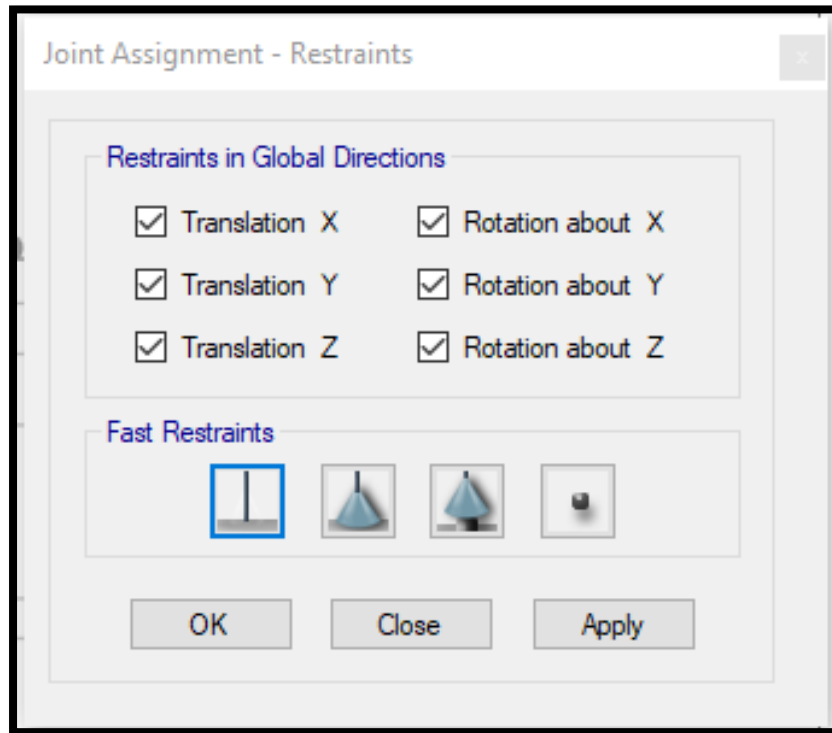 Joint Assignment - Restraints
x
Restraints in Global Directions
Translation X
Rotation about X
Translation Y
Rotation about Y
Translation Z
Rotation about Z
Fast Restraints
OK
Close
Apply